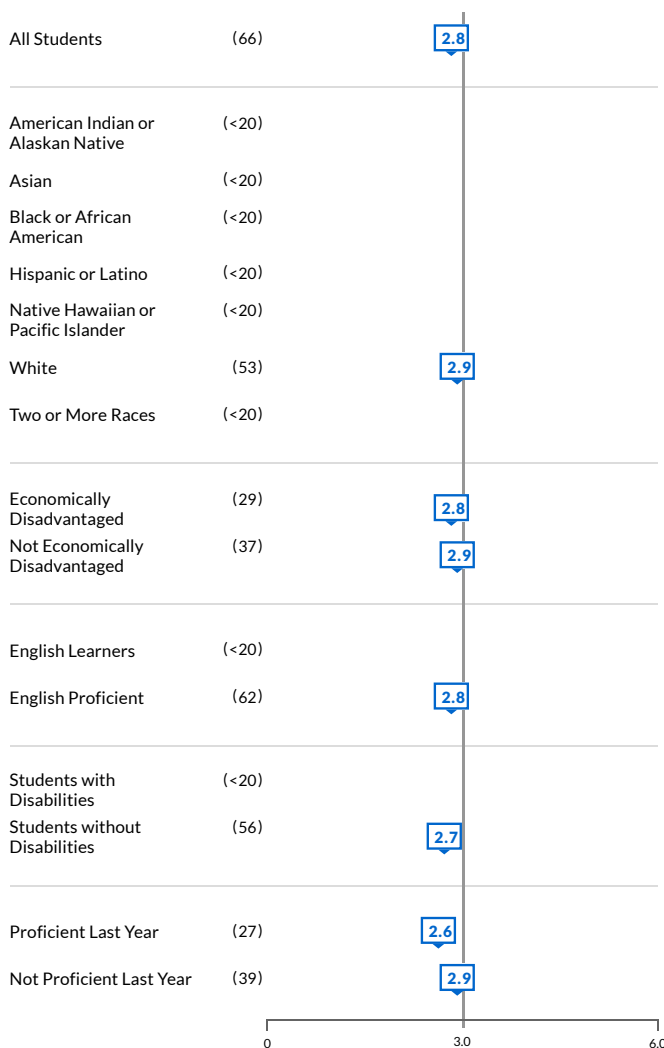 All Students (66) 2.8
American Indian or (<20)
Alaskan Native
Asian (<20)
Black or African (<20)
American
Hispanic or Latino (<20)
Native Hawaiian or (<20)
Pacific Islander
White (53) 2.9
Two or More Races (<20)
Economically (29) 2.8
Disadvantaged
Not Economically (37) 2.9
Disadvantaged
English Learners (<20)
English Proficient (62) 2.8
Students with (<20)
Disabilities
Students without (56) 2.7
Disabilities
Proficient Last Year (27) 2.6
Not Proficient Last Year (39) 2.9
0 3.0 6.0